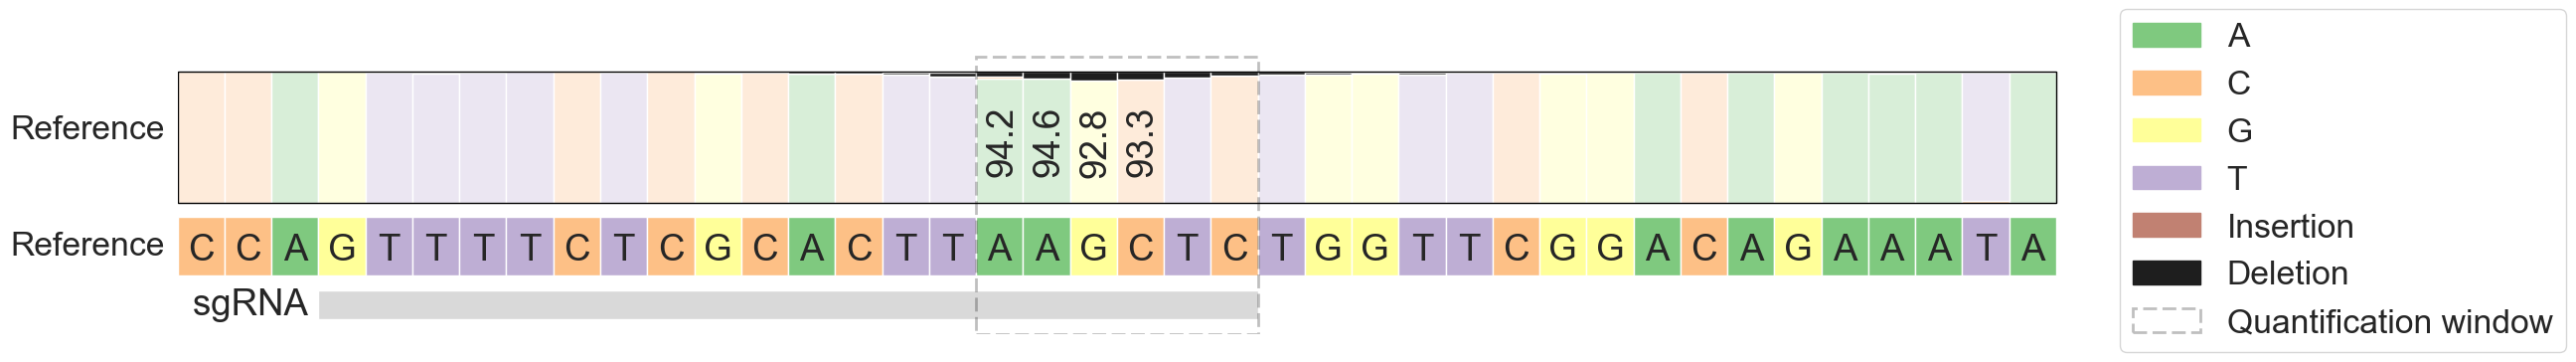 Reference
94.2 94.6 92.8 93.3
Reference C C A G T T T T C T C G C A C T T A A G C T C T G G T T C G G A C A G A A A T A
sgRNA
A
C
G
T
Insertion
Deletion
Quantification window